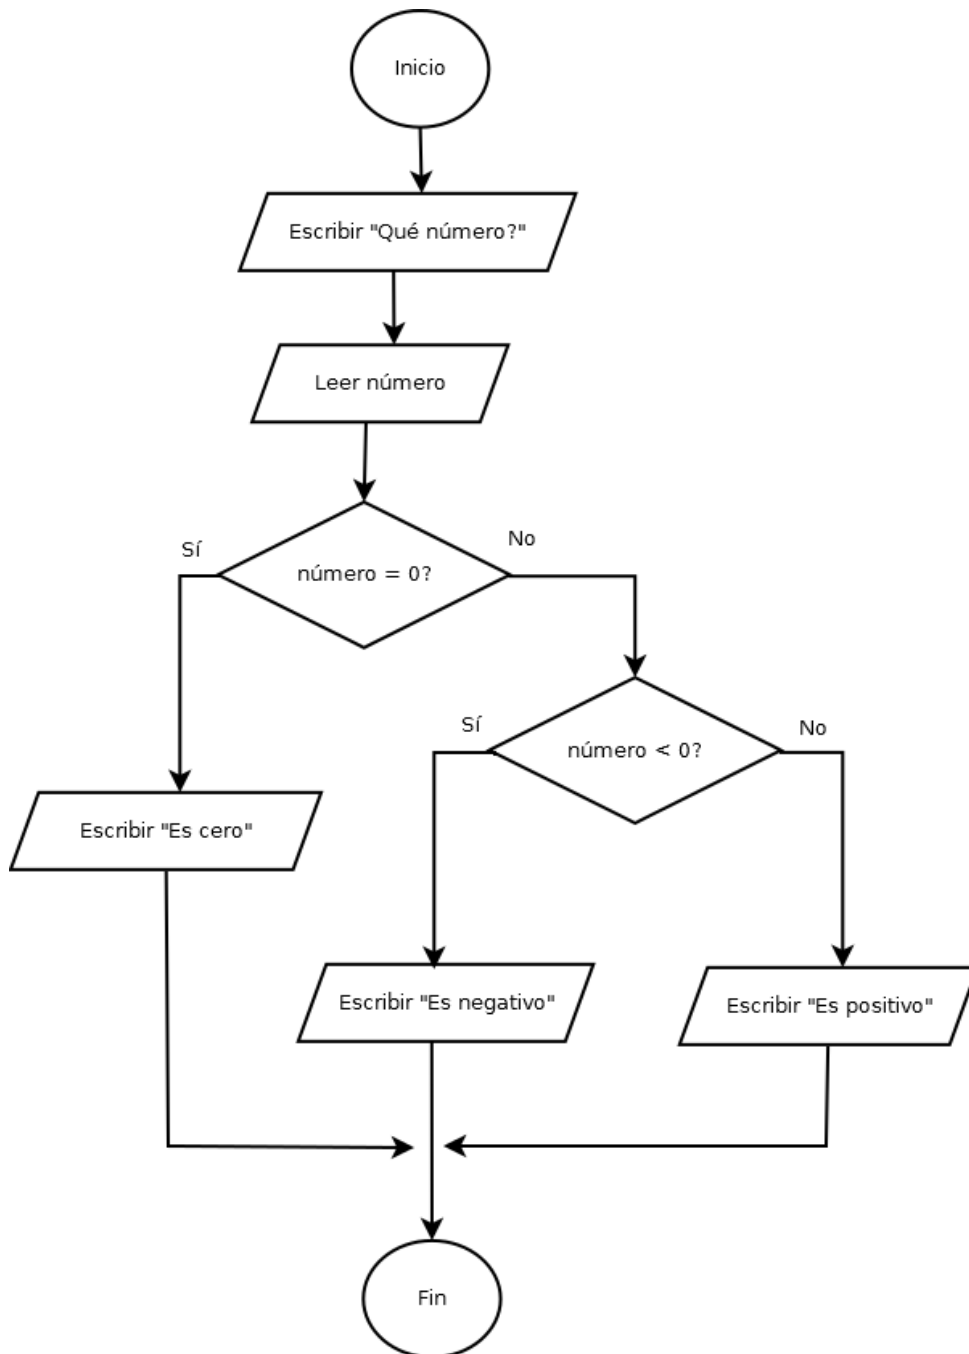 Inicio
Escribir "Qué número?"
Leer número
Sí
No
número = 0?
Sí
No
número < 0?
Escribir "Es cero"
Escribir "Es negativo"
Escribir "Es positivo"
Fin